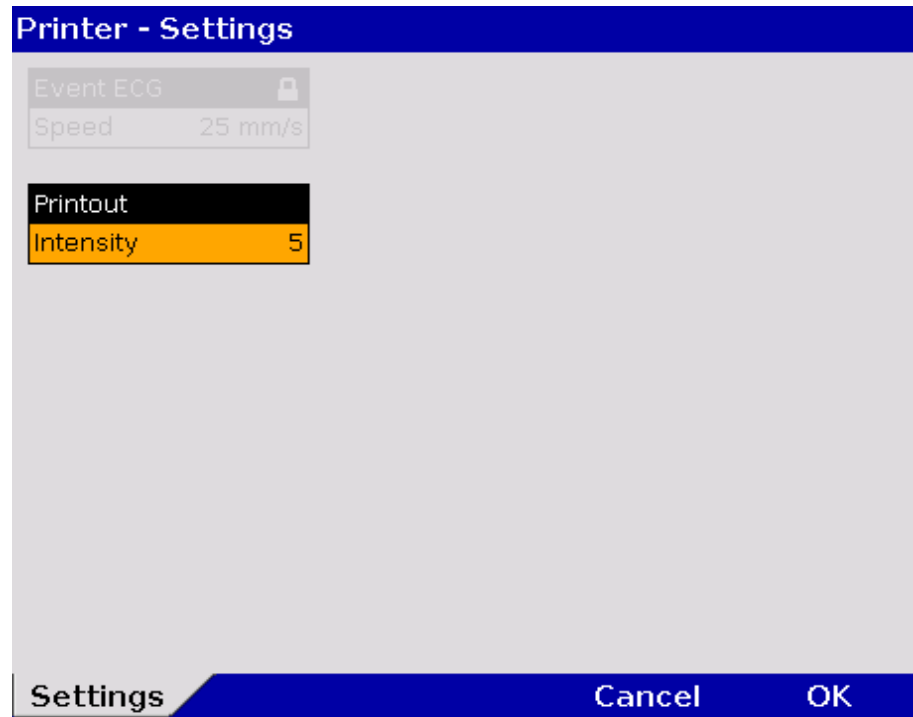 Printer - Settings
Event ECG
Speed 25 mm/s
Printout
Intensity 5
Settings Cancel OK